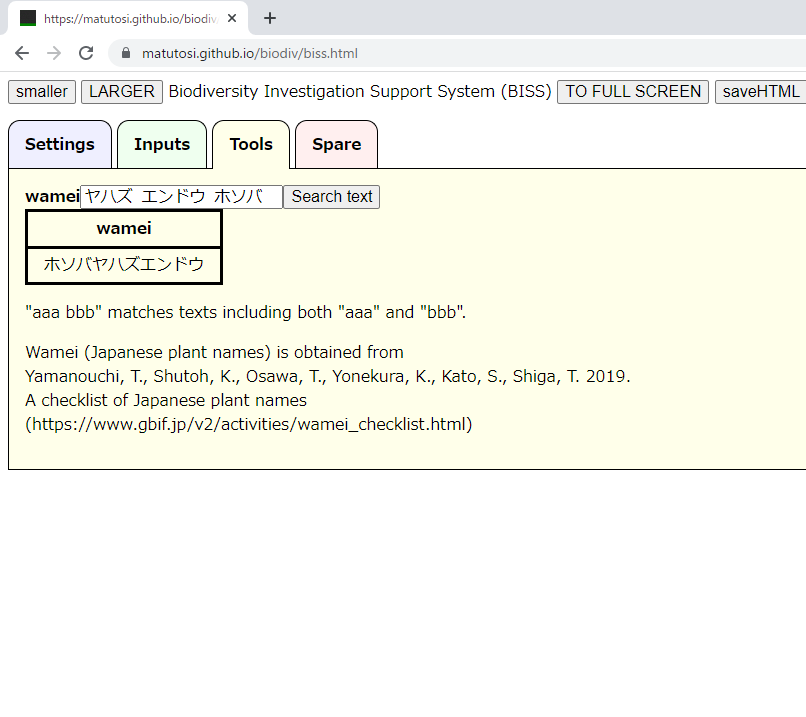 https://matutosi.github.io/biodiv
matutosi.github.io/biodiv/biss.html
smaller LARGER Biodiversity Investigation Support System (BISS) TO FULL SCREEN saveHTML
Settings Inputs Tools Spare
wamei ヤハズ エンドウ ホソバ Search text
wamei
ホソバヤハズエンドウ
"aaa bbb" matches texts including both "aaa" and "bbb".
Wamei (Japanese plant names) is obtained from
Yamanouchi, T., Shutoh, K., Osawa, T., Yonekura, K., Kato, S., Shiga, T. 2019.
A checklist of Japanese plant names
(https://www.gbif.jp/v2/activities/wamei_checklist.html)